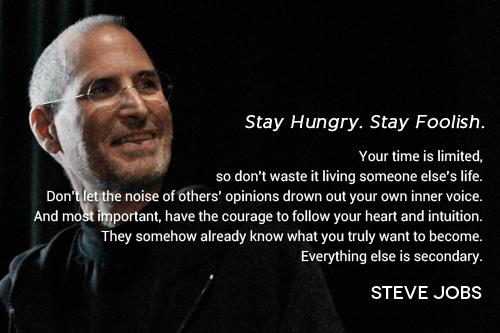 Stay Hungry. Stay Foolish.
Your time is limited,
so don't waste it living someone else's life.
Don't let the noise of others' opinions drown out your own inner voice.
And most important, have the courage to follow your heart and intuition.
They somehow already know what you truly want to become.
Everything else is secondary.
STEVE JOBS